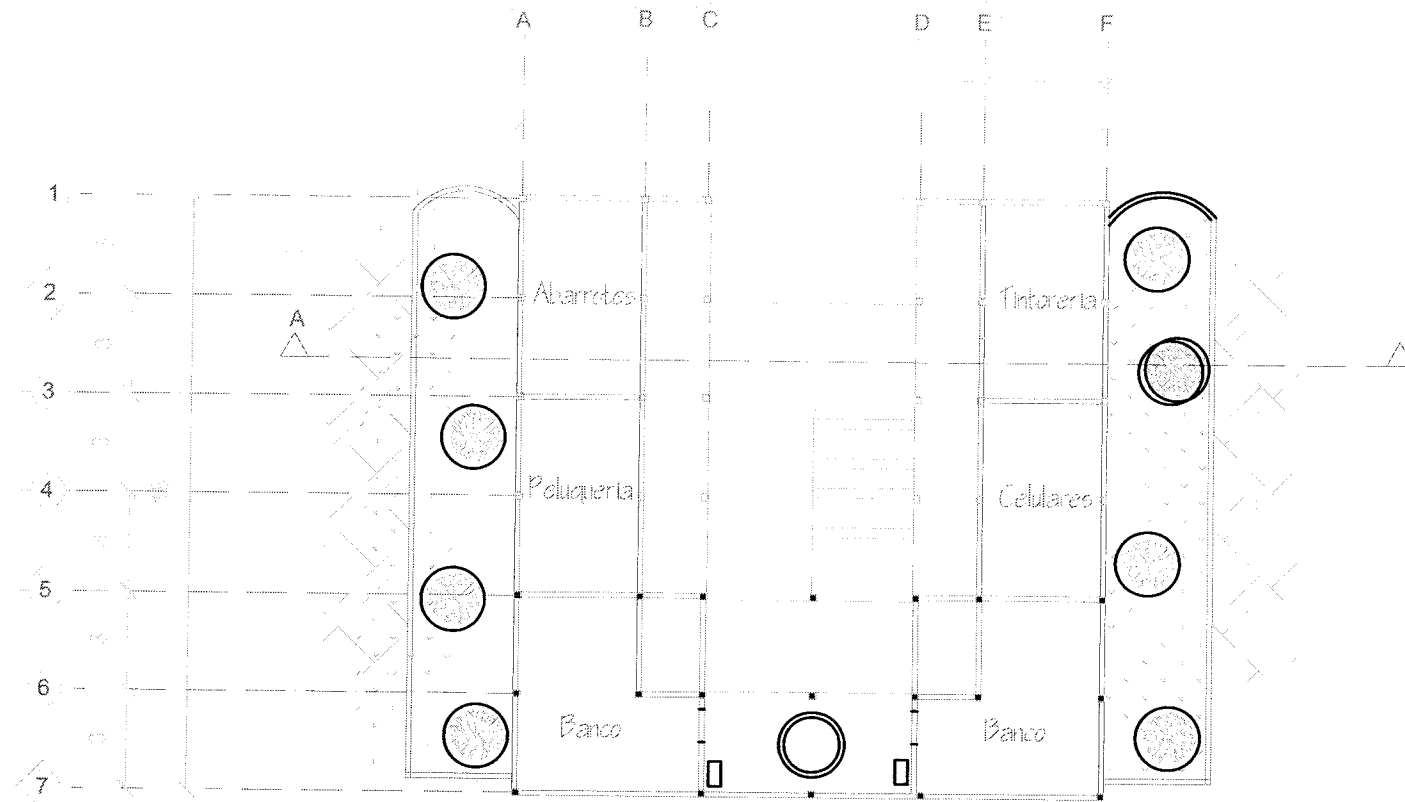 A B C D E F
1
2
A
3
4
5
6
7
Abarrotes
Tintorería
Peluquería
Celulares
Banco
Banco